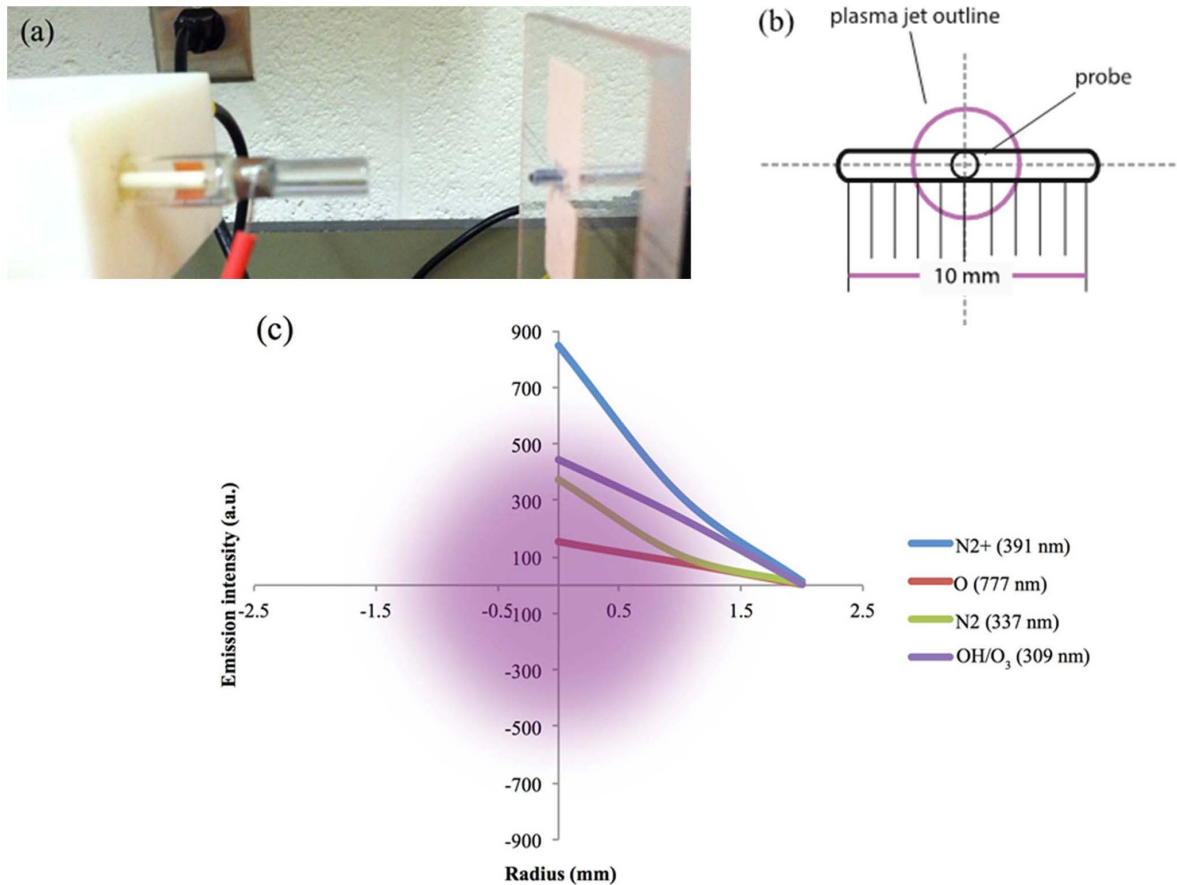 (a)
(b)
plasma jet outline
probe
10 mm
(c)
900
700
500
300
100
-2.5 -1.5 -0.5 0.5 1.5 2.5
-100
-300
-500
-700
-900
Emission intensity (a.u.)
Radius (mm)
N2+ (391 nm)
O (777 nm)
N2 (337 nm)
OH/O₃ (309 nm)